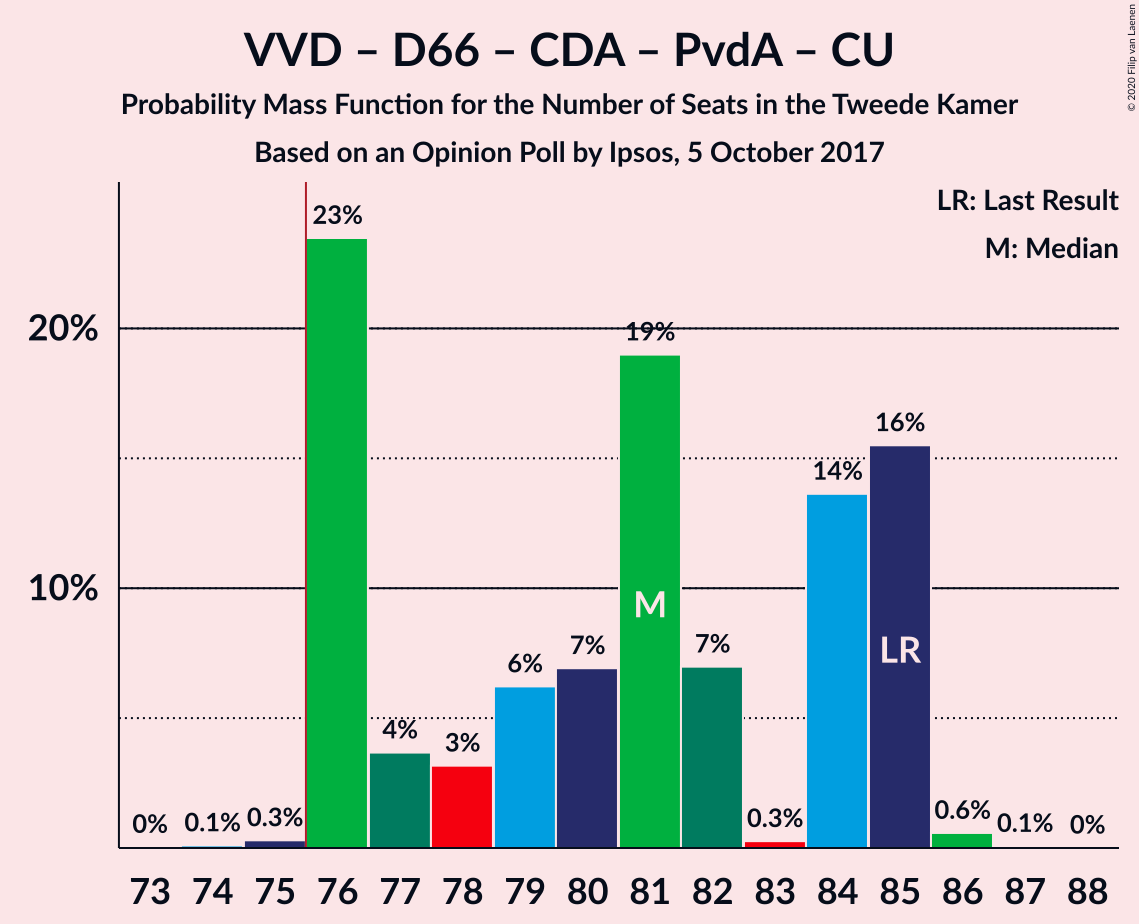 VVD – D66 – CDA – PvdA – CU
Probability Mass Function for the Number of Seats in the Tweede Kamer
Based on an Opinion Poll by Ipsos, 5 October 2017
© 2020 Filip van Laenen
LR: Last Result
M: Median
20%
10%
0%
0.1%
0.3%
23%
4%
3%
6%
7%
19%
7%
0.3%
14%
16%
0.6%
0.1%
0%
M
LR
73 74 75 76 77 78 79 80 81 82 83 84 85 86 87 88